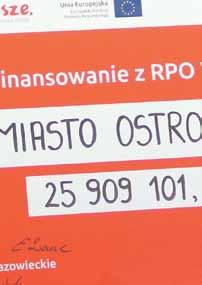 sze.
Unia Europejska
inansowanie z RPO
MIASTO OSTRO
25 909 101,
azowieckie